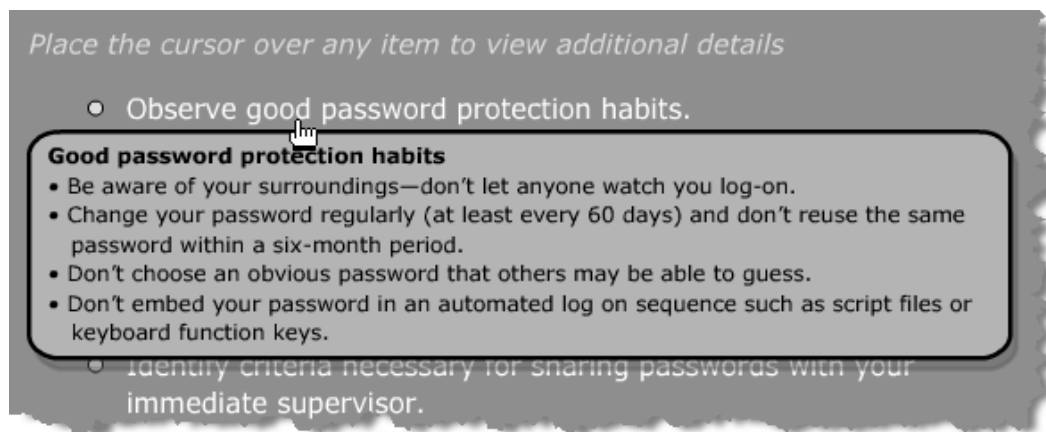 Place the cursor over any item to view additional details
Observe good password protection habits.
Good password protection habits
• Be aware of your surroundings—don't let anyone watch you log-on.
• Change your password regularly (at least every 60 days) and don't reuse the same
password within a six-month period.
• Don't choose an obvious password that others may be able to guess.
• Don't embed your password in an automated log on sequence such as script files or
keyboard function keys.
Identify criteria necessary for sharing passwords with your
immediate supervisor.